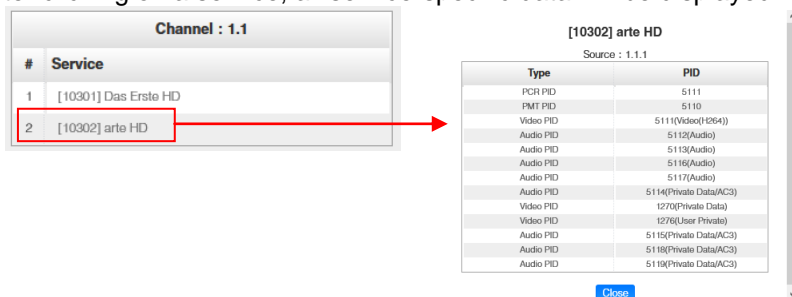 Channel : 1.1
# Service
1 [10301] Das Erste HD
2 [10302] arte HD
[10302] arte HD
Source : 1.1.1
Type PID
PCR PID 5111
PMT PID 5110
Video PID 5111(Video(H264))
Audio PID 5112(Audio)
Audio PID 5113(Audio)
Audio PID 5116(Audio)
Audio PID 5117(Audio)
Audio PID 5114(Private Data/AC3)
Video PID 1270(Private Data)
Video PID 1276(User Private)
Audio PID 5115(Private Data/AC3)
Audio PID 5118(Private Data/AC3)
Audio PID 5119(Private Data/AC3)
Close